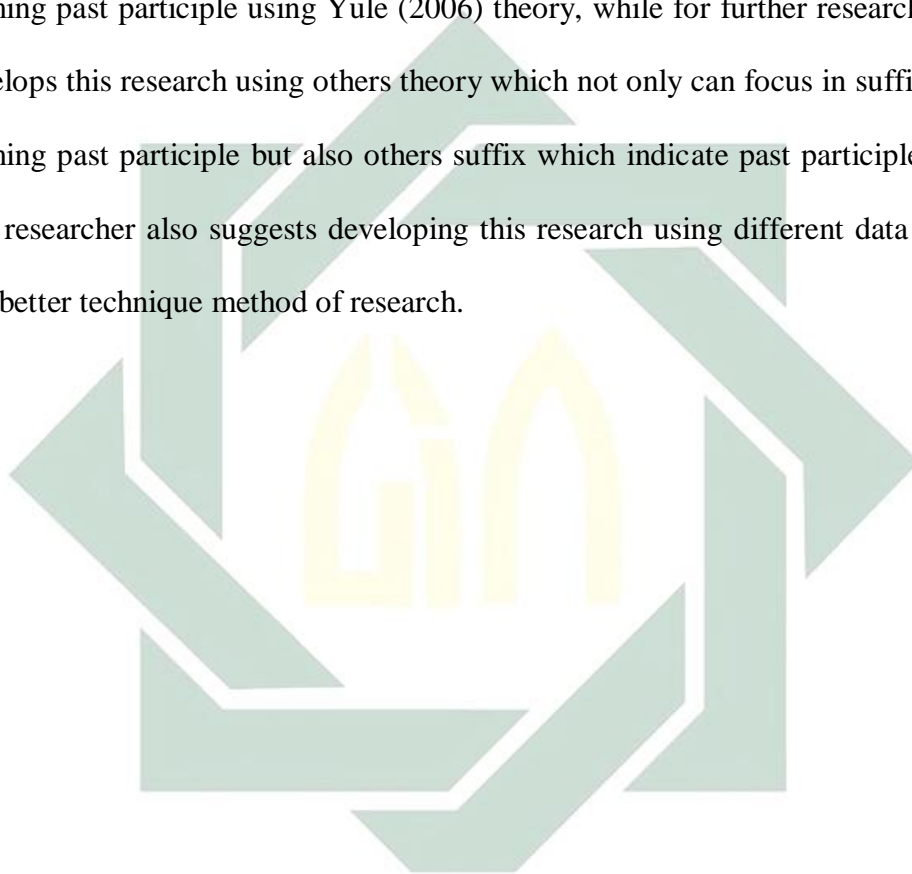 ning past participle using Yule (2006) theory, while for further research
elops this research using others theory which not only can focus in suffi
ning past participle but also others suffix which indicate past participle
researcher also suggests developing this research using different data
better technique method of research.